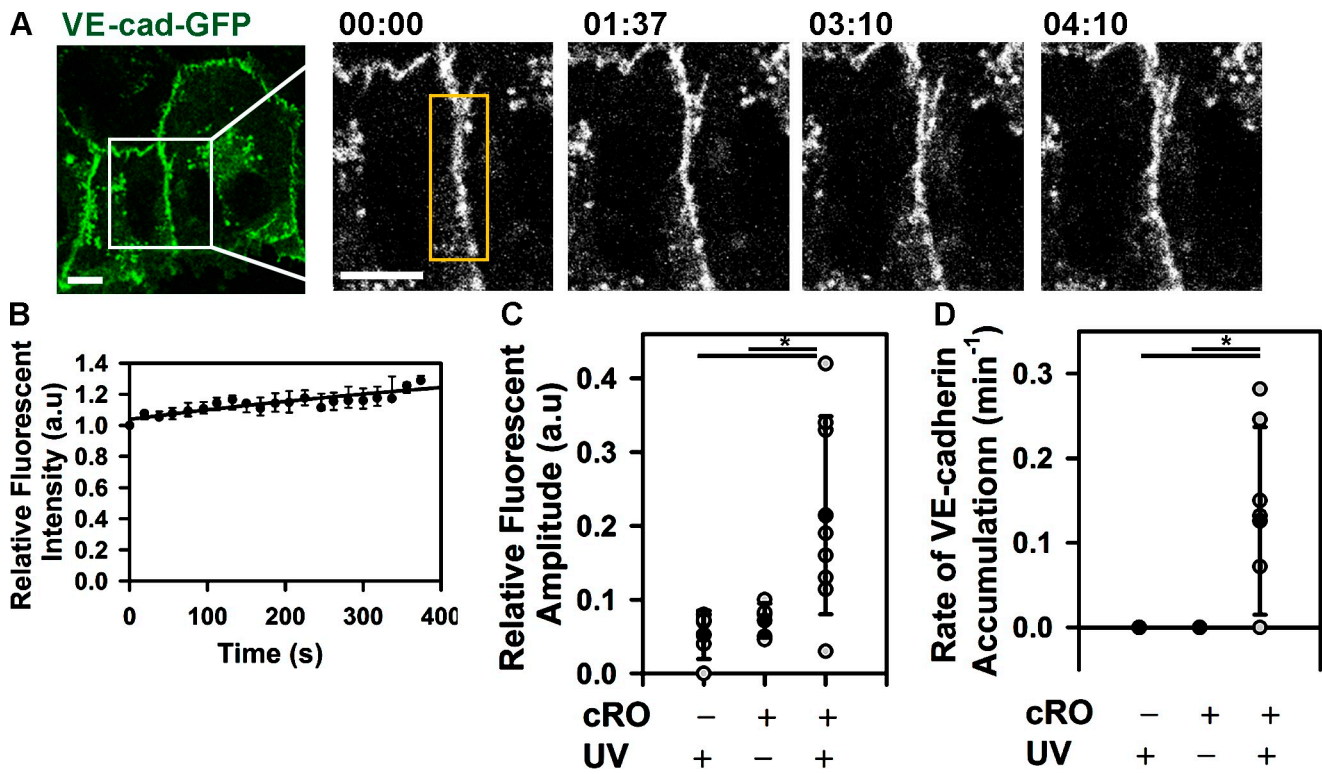 A VE-cad-GFP 00:00 01:37 03:10 04:10
B
Relative Fluorescent
Intensity (a.u)
1.4
1.2
1.0
0.8
0.6
0.4
0.2
0.0
0 100 200 300 400
Time (s)
C
Relative Fluorescent
Amplitude (a.u)
*
0.4
0.3
0.2
0.1
0.0
cRO − + +
UV + − +
D
Rate of VE-cadherin
Accumulationn (min-1)
*
0.3
0.2
0.1
0.0
cRO − + +
UV + − +